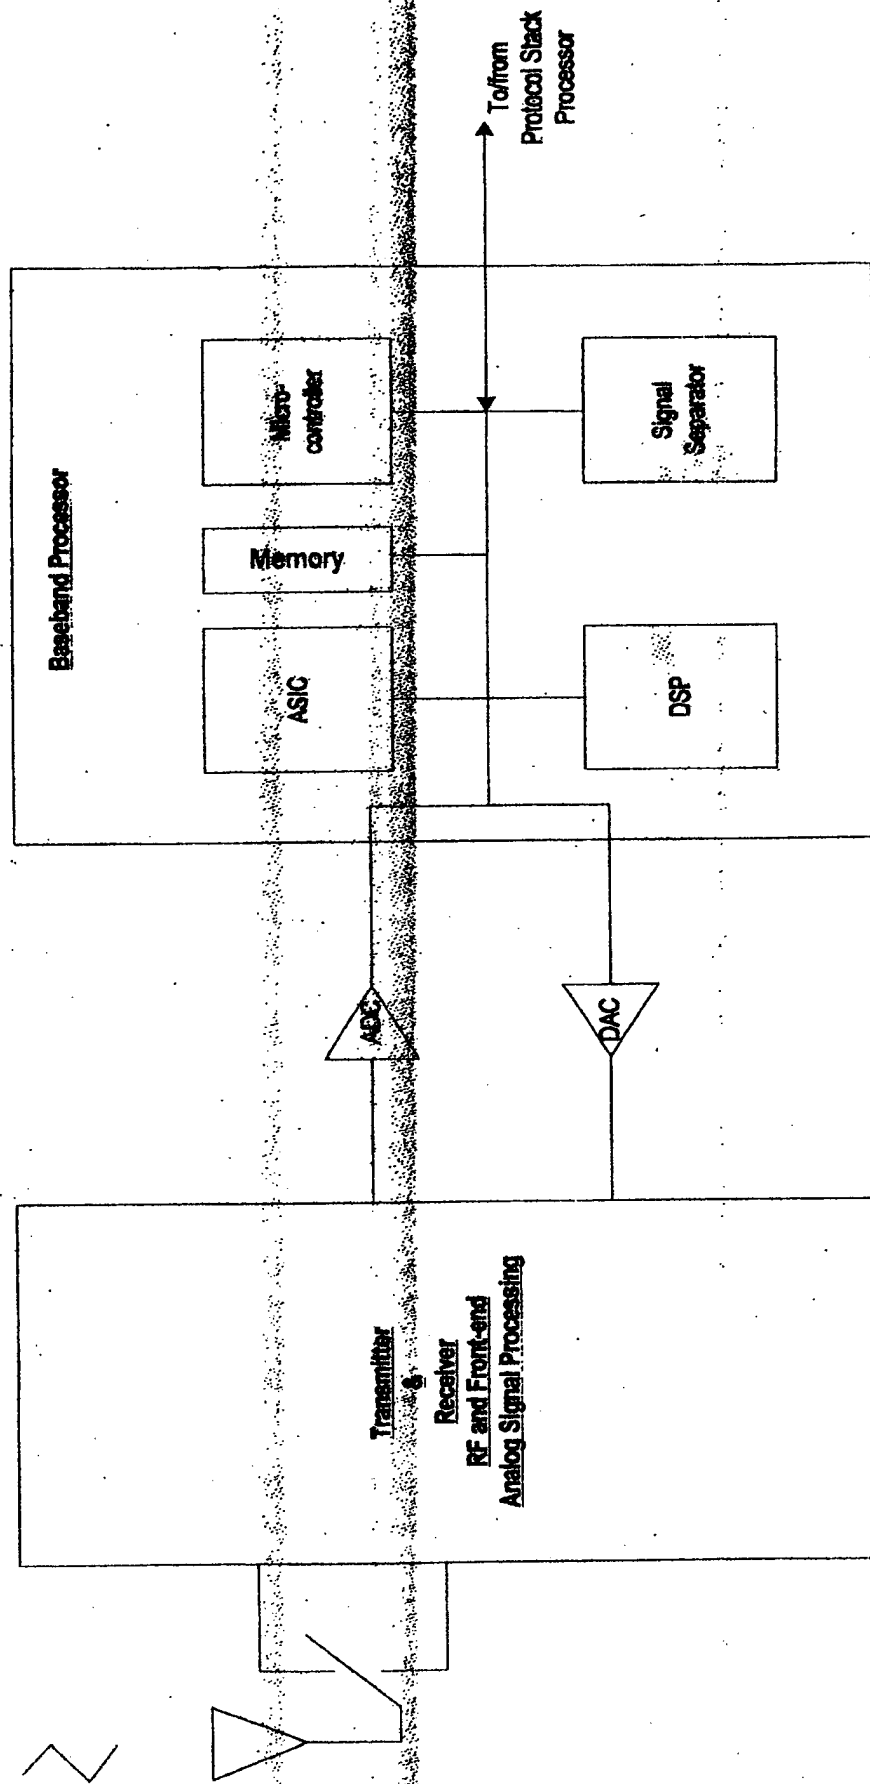 Baseband Processor
Transmitter
&
Receiver
RF and Front-end
Analog Signal Processing
ADC
DAC
ASIC
Memory
Micro-
controller
DSP
Signal
Separator
To/from
Protocol Stack
Processor